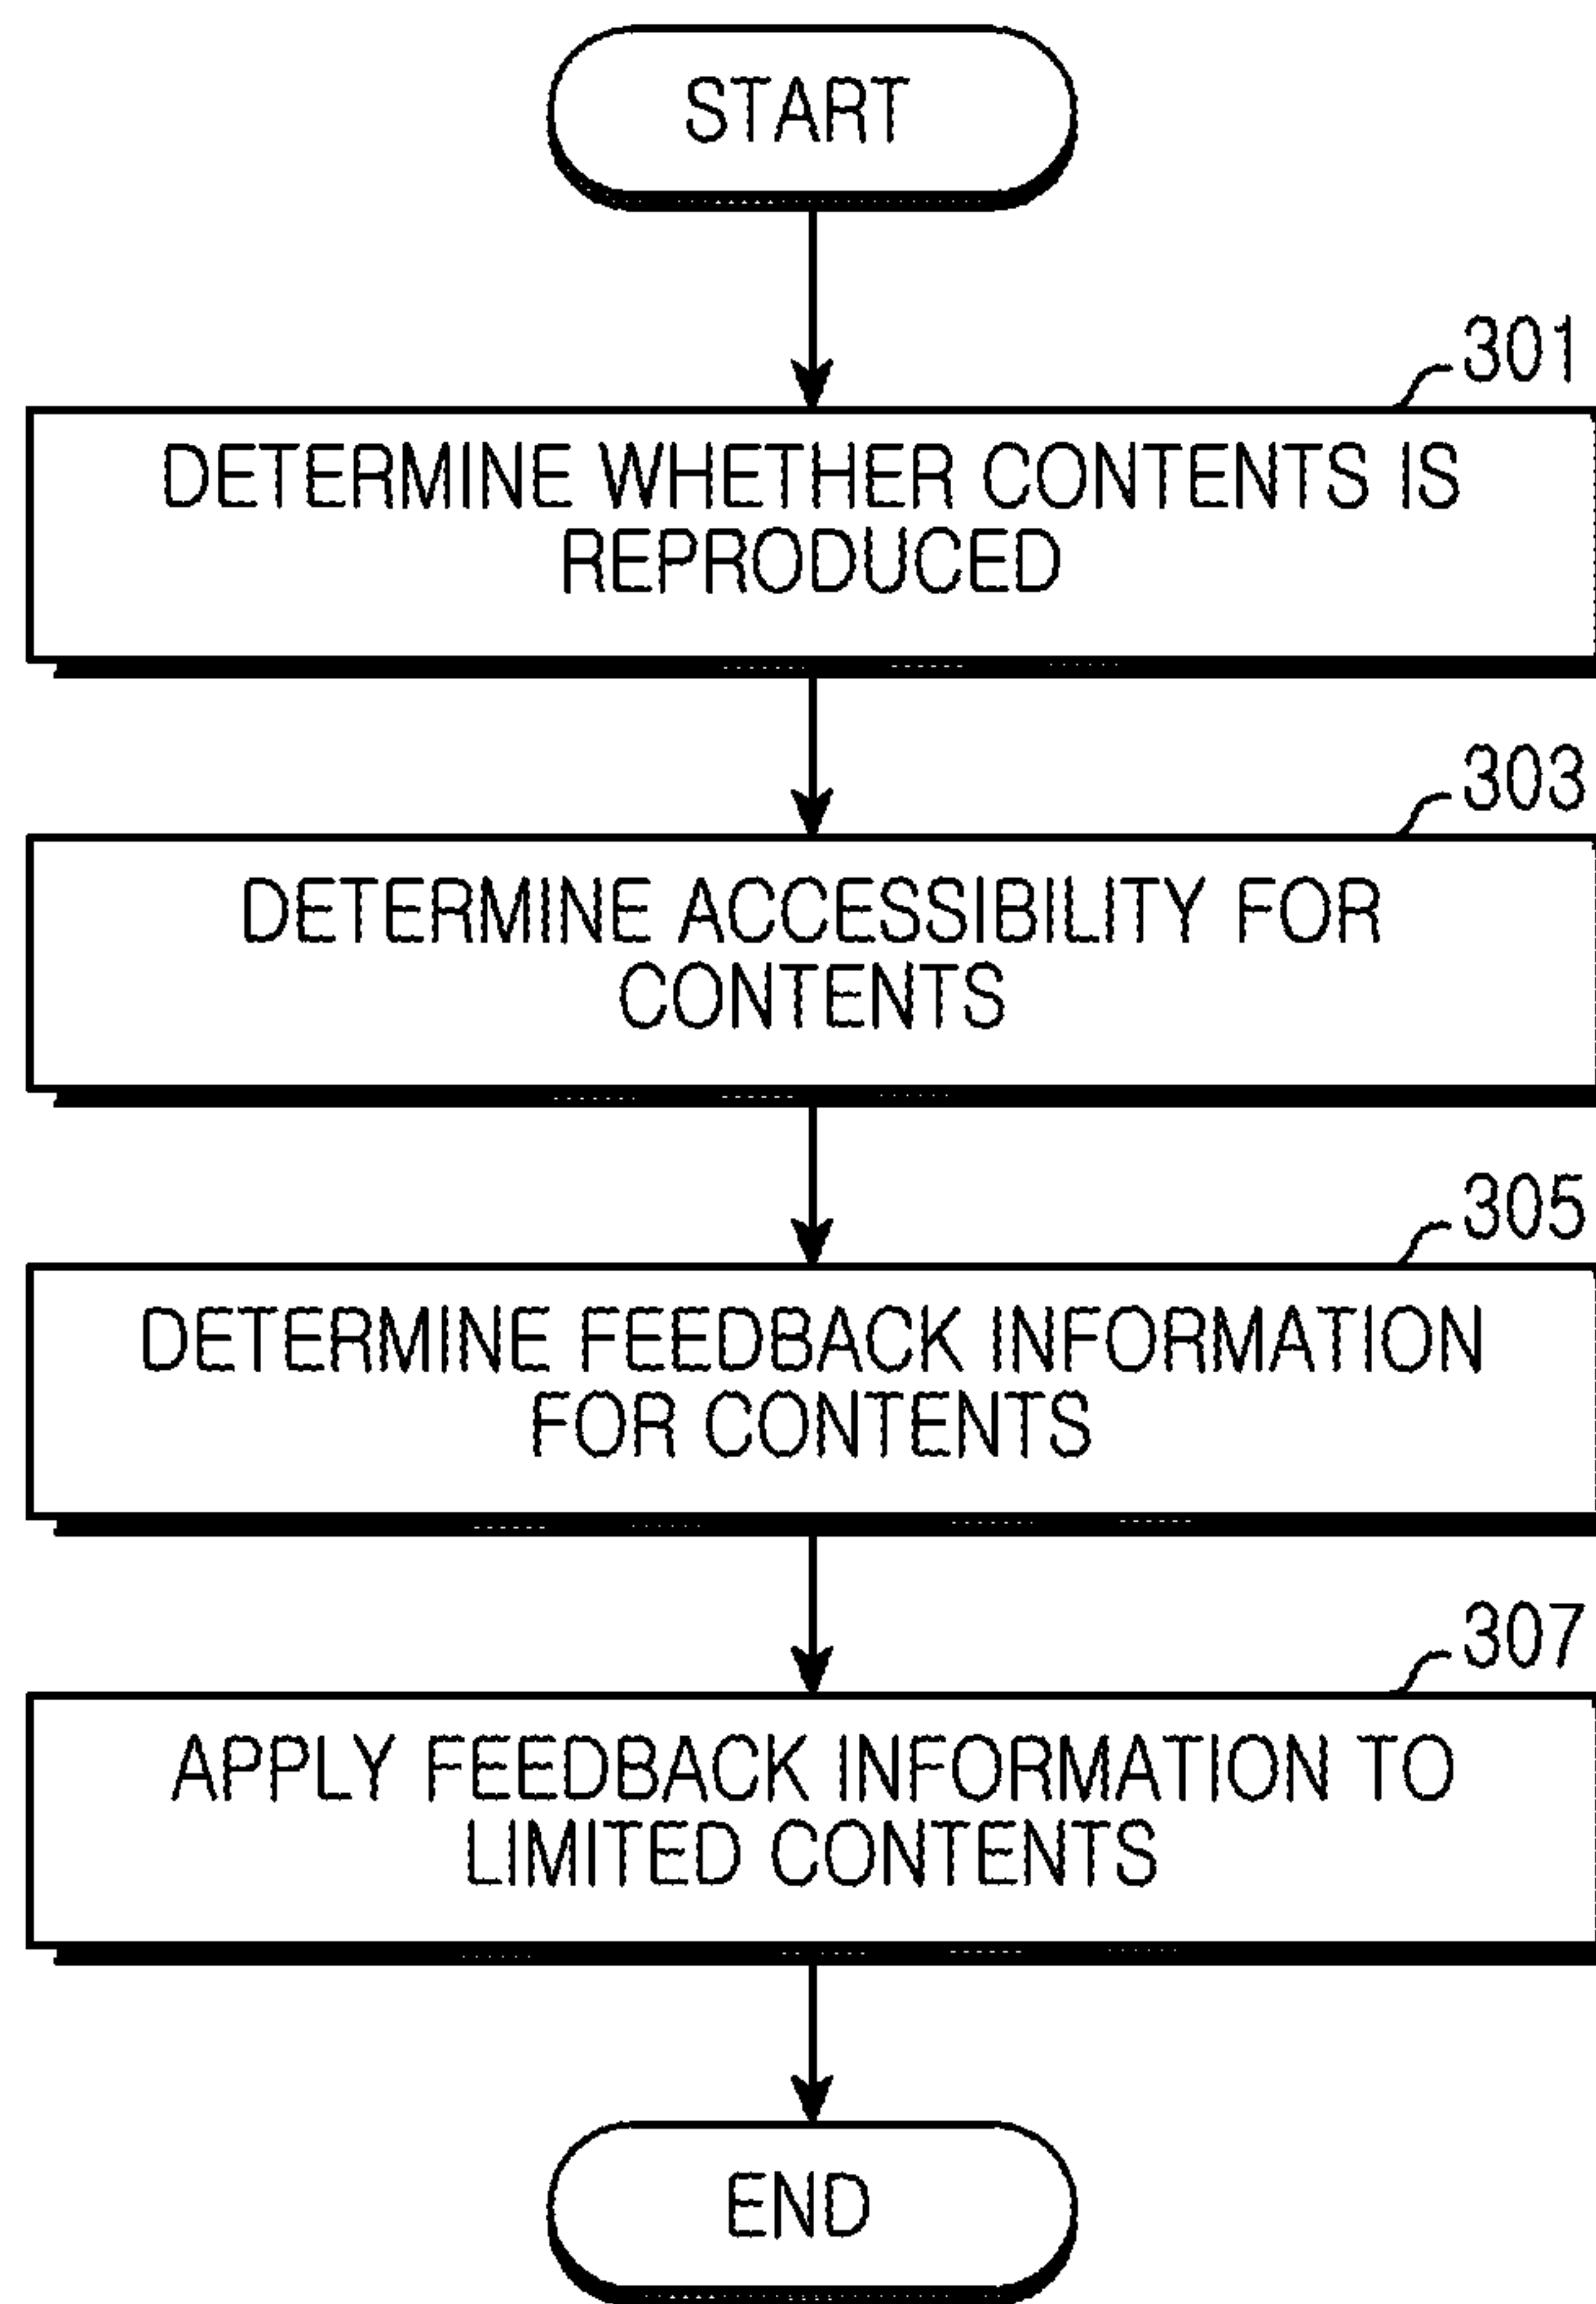 START
301
DETERMINE WHETHER CONTENTS IS
REPRODUCED
303
DETERMINE ACCESSIBILITY FOR
CONTENTS
305
DETERMINE FEEDBACK INFORMATION
FOR CONTENTS
307
APPLY FEEDBACK INFORMATION TO
LIMITED CONTENTS
END